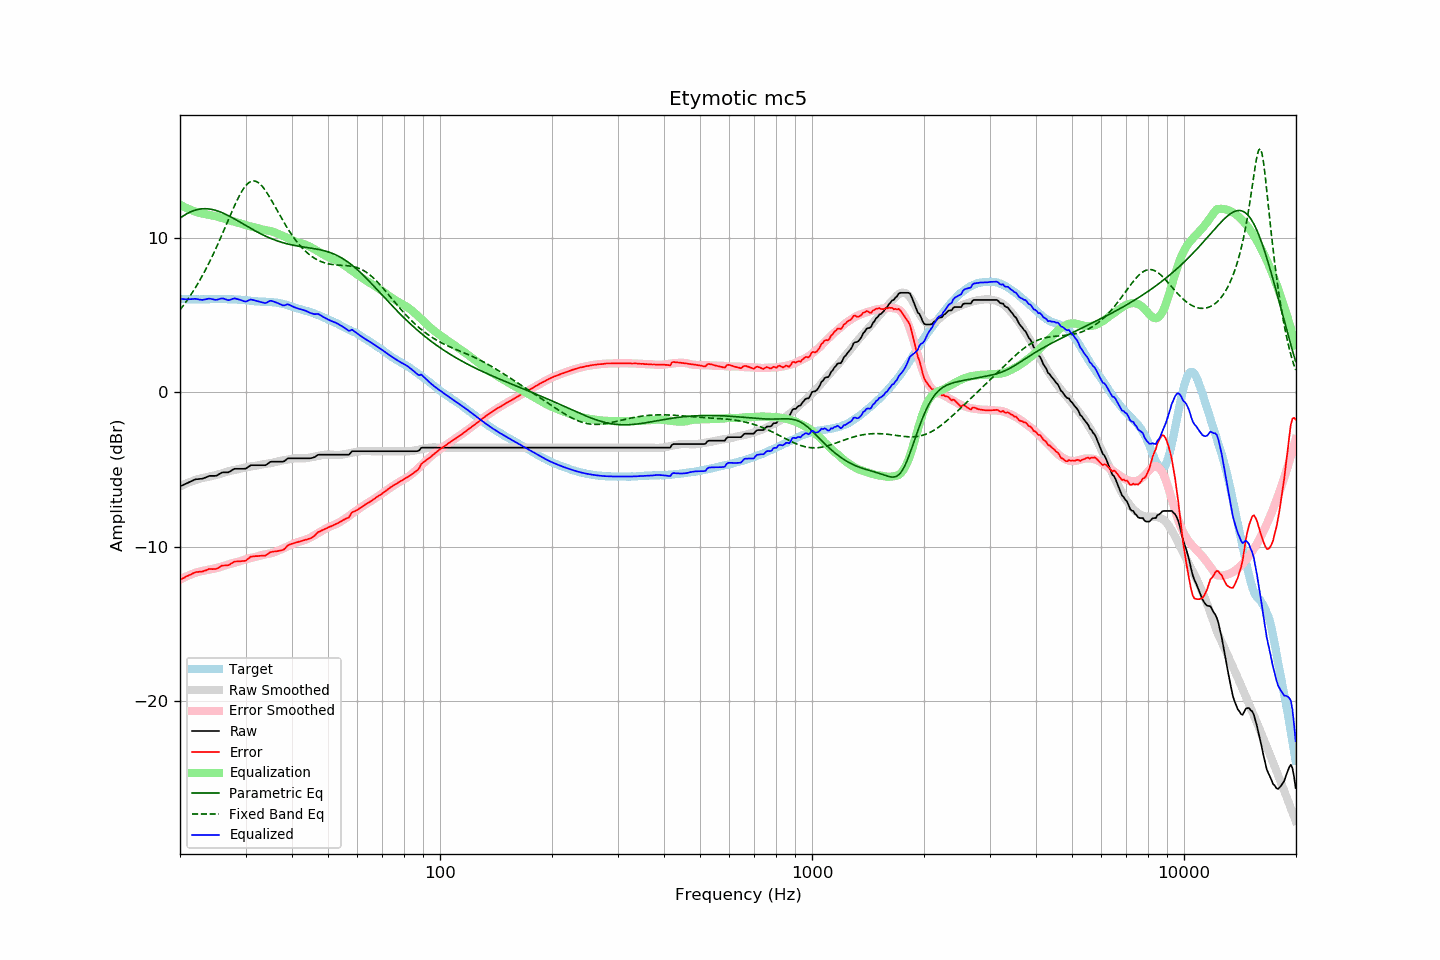 Etymotic mc5
Amplitude (dBr)
10
0
−10
−20
Target
Raw Smoothed
Error Smoothed
Raw
Error
Equalization
Parametric Eq
Fixed Band Eq
Equalized
100
1000
10000
Frequency (Hz)